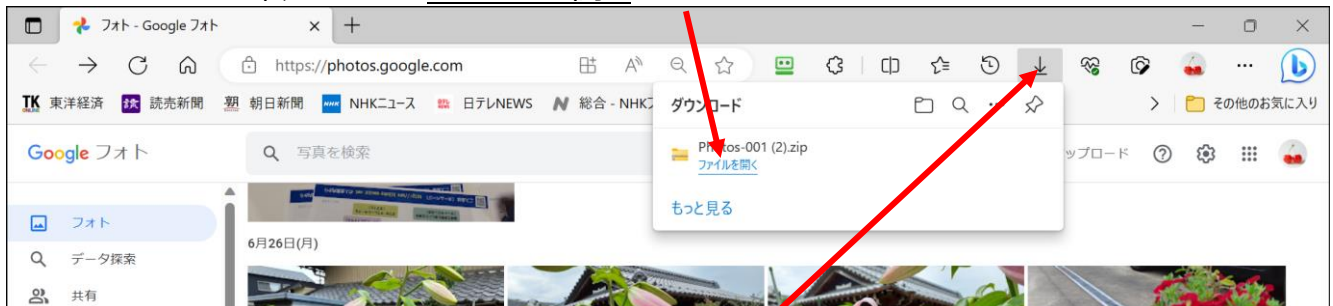 フォト - Google フォト
https://photos.google.com
東洋経済 読売新聞 朝日新聞 NHKニュース 日テレNEWS 総合 - NHK
その他のお気に入り
ダウンロード
Photos-001 (2).zip
ファイルを開く
もっと見る
Google フォト
写真を検索
ップロード
フォト
6月26日(月)
データ探索
共有